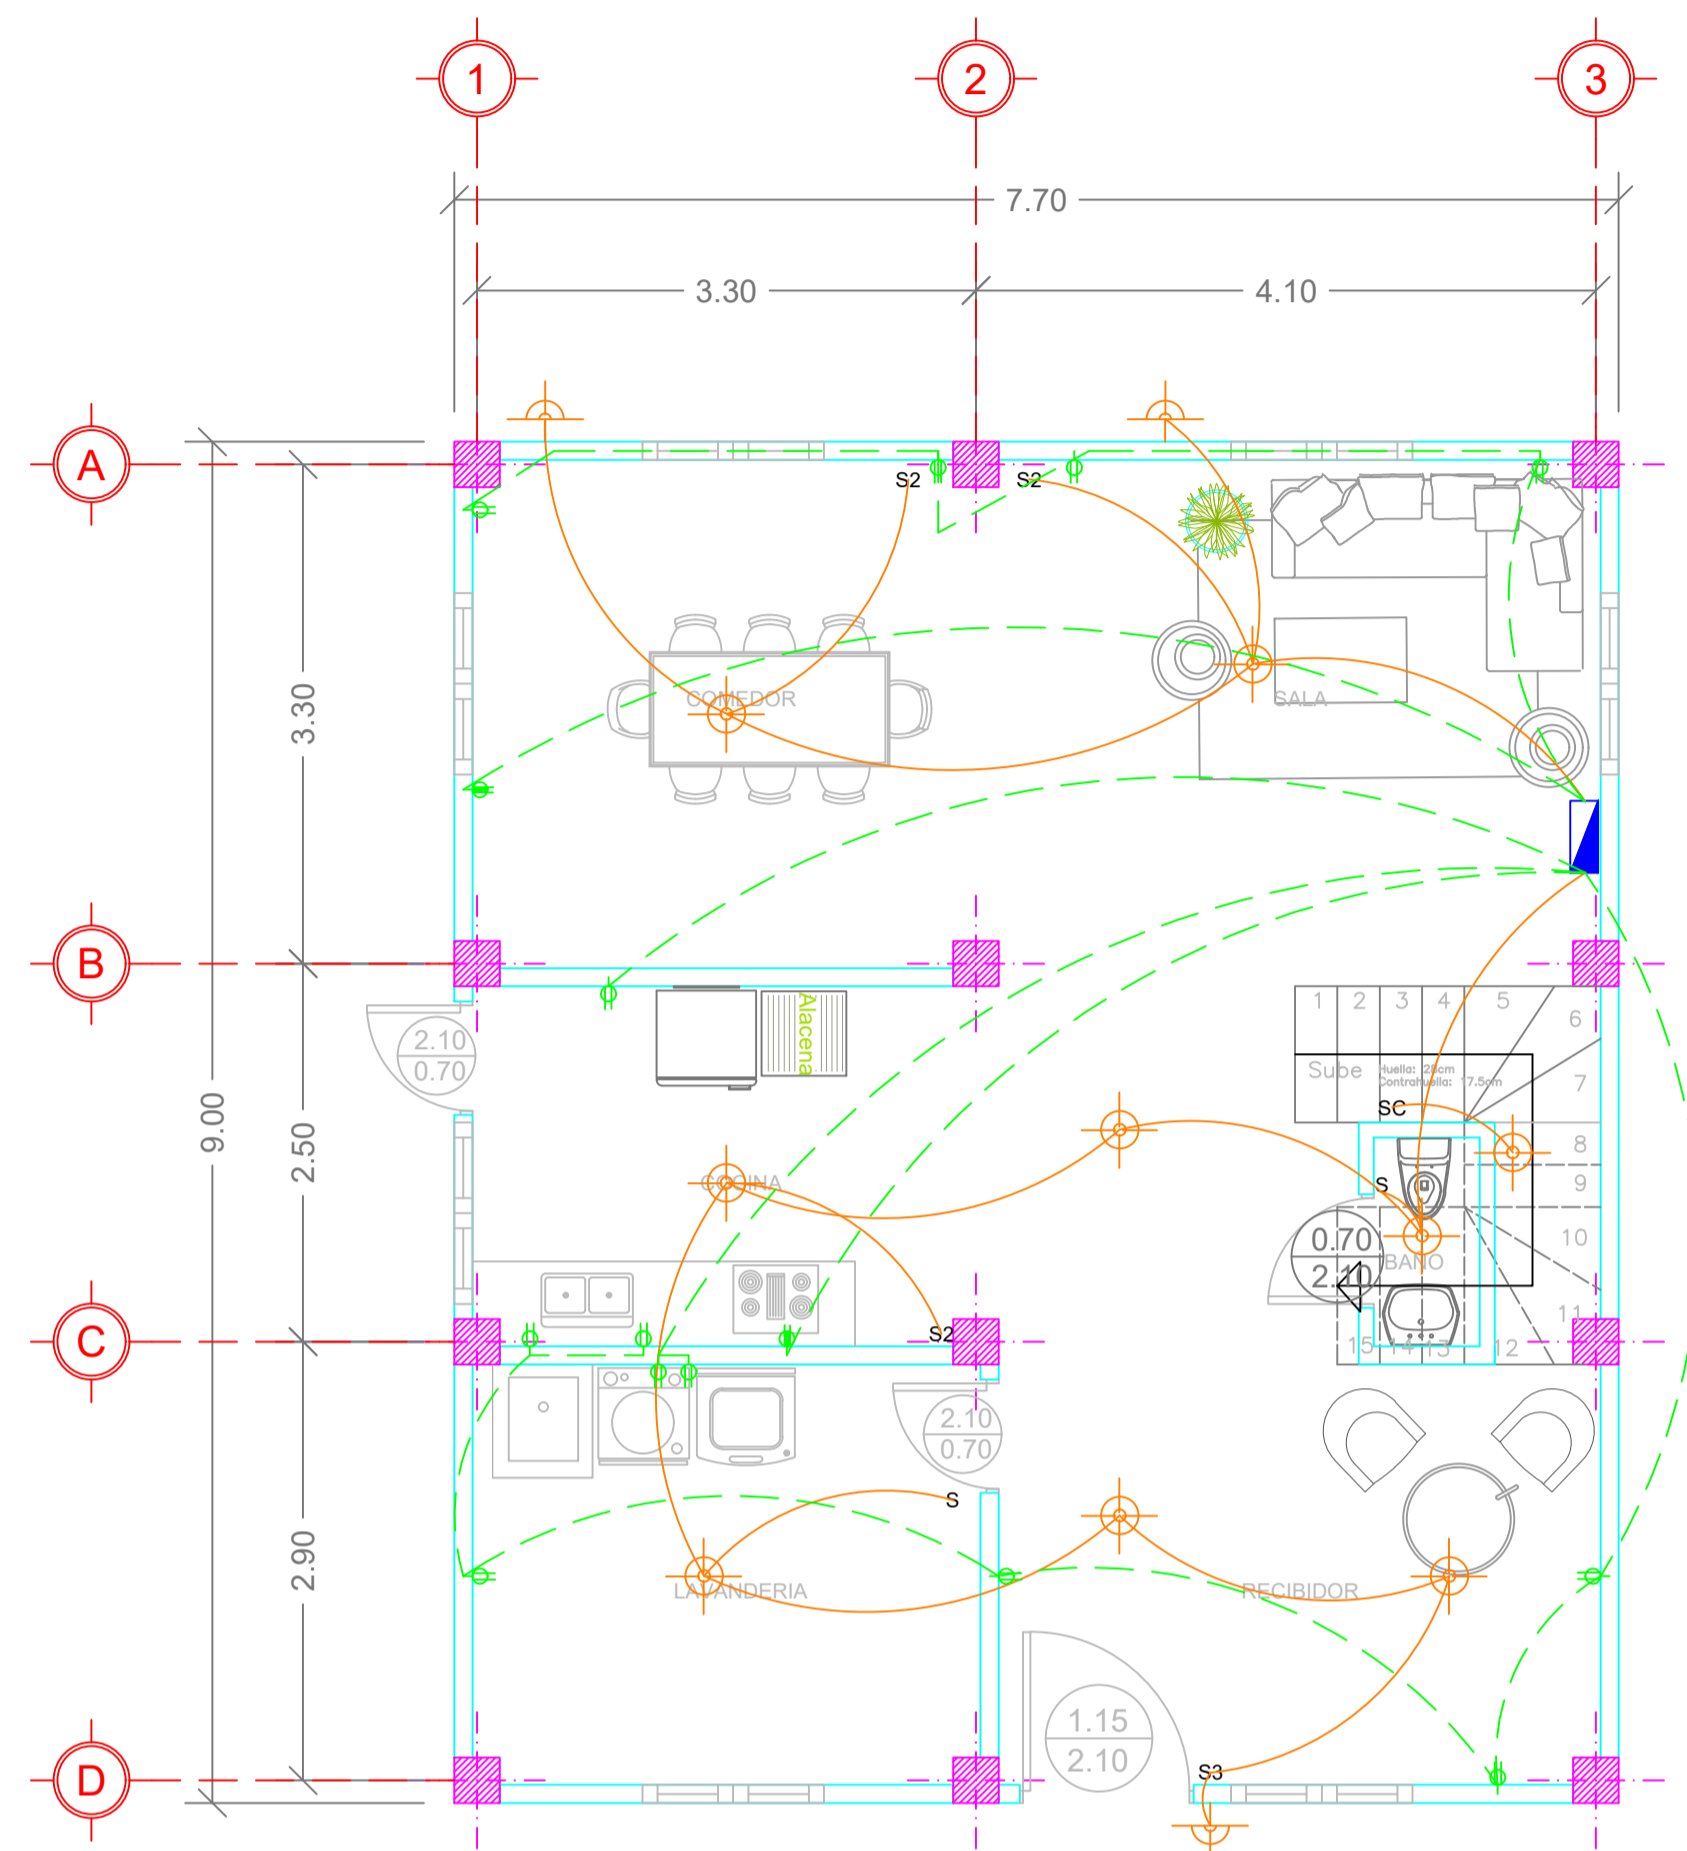 1 2 3
7.70
3.30 4.10
A
S2 S2
3.30
COMEDOR SALA
B
Alacena
1 2 3 4 5
6
2.10
0.70
Sube
Huella: 28cm
Contrahuella: 17.5cm
7
9.00
2.50
SC
8
COCINA
S
9
0.70
2.10
10
BAÑO
11
C
S2
15 14 13 12
2.10
0.70
S
2.90
LAVANDERIA RECIBIDOR
1.15
2.10
D
S3